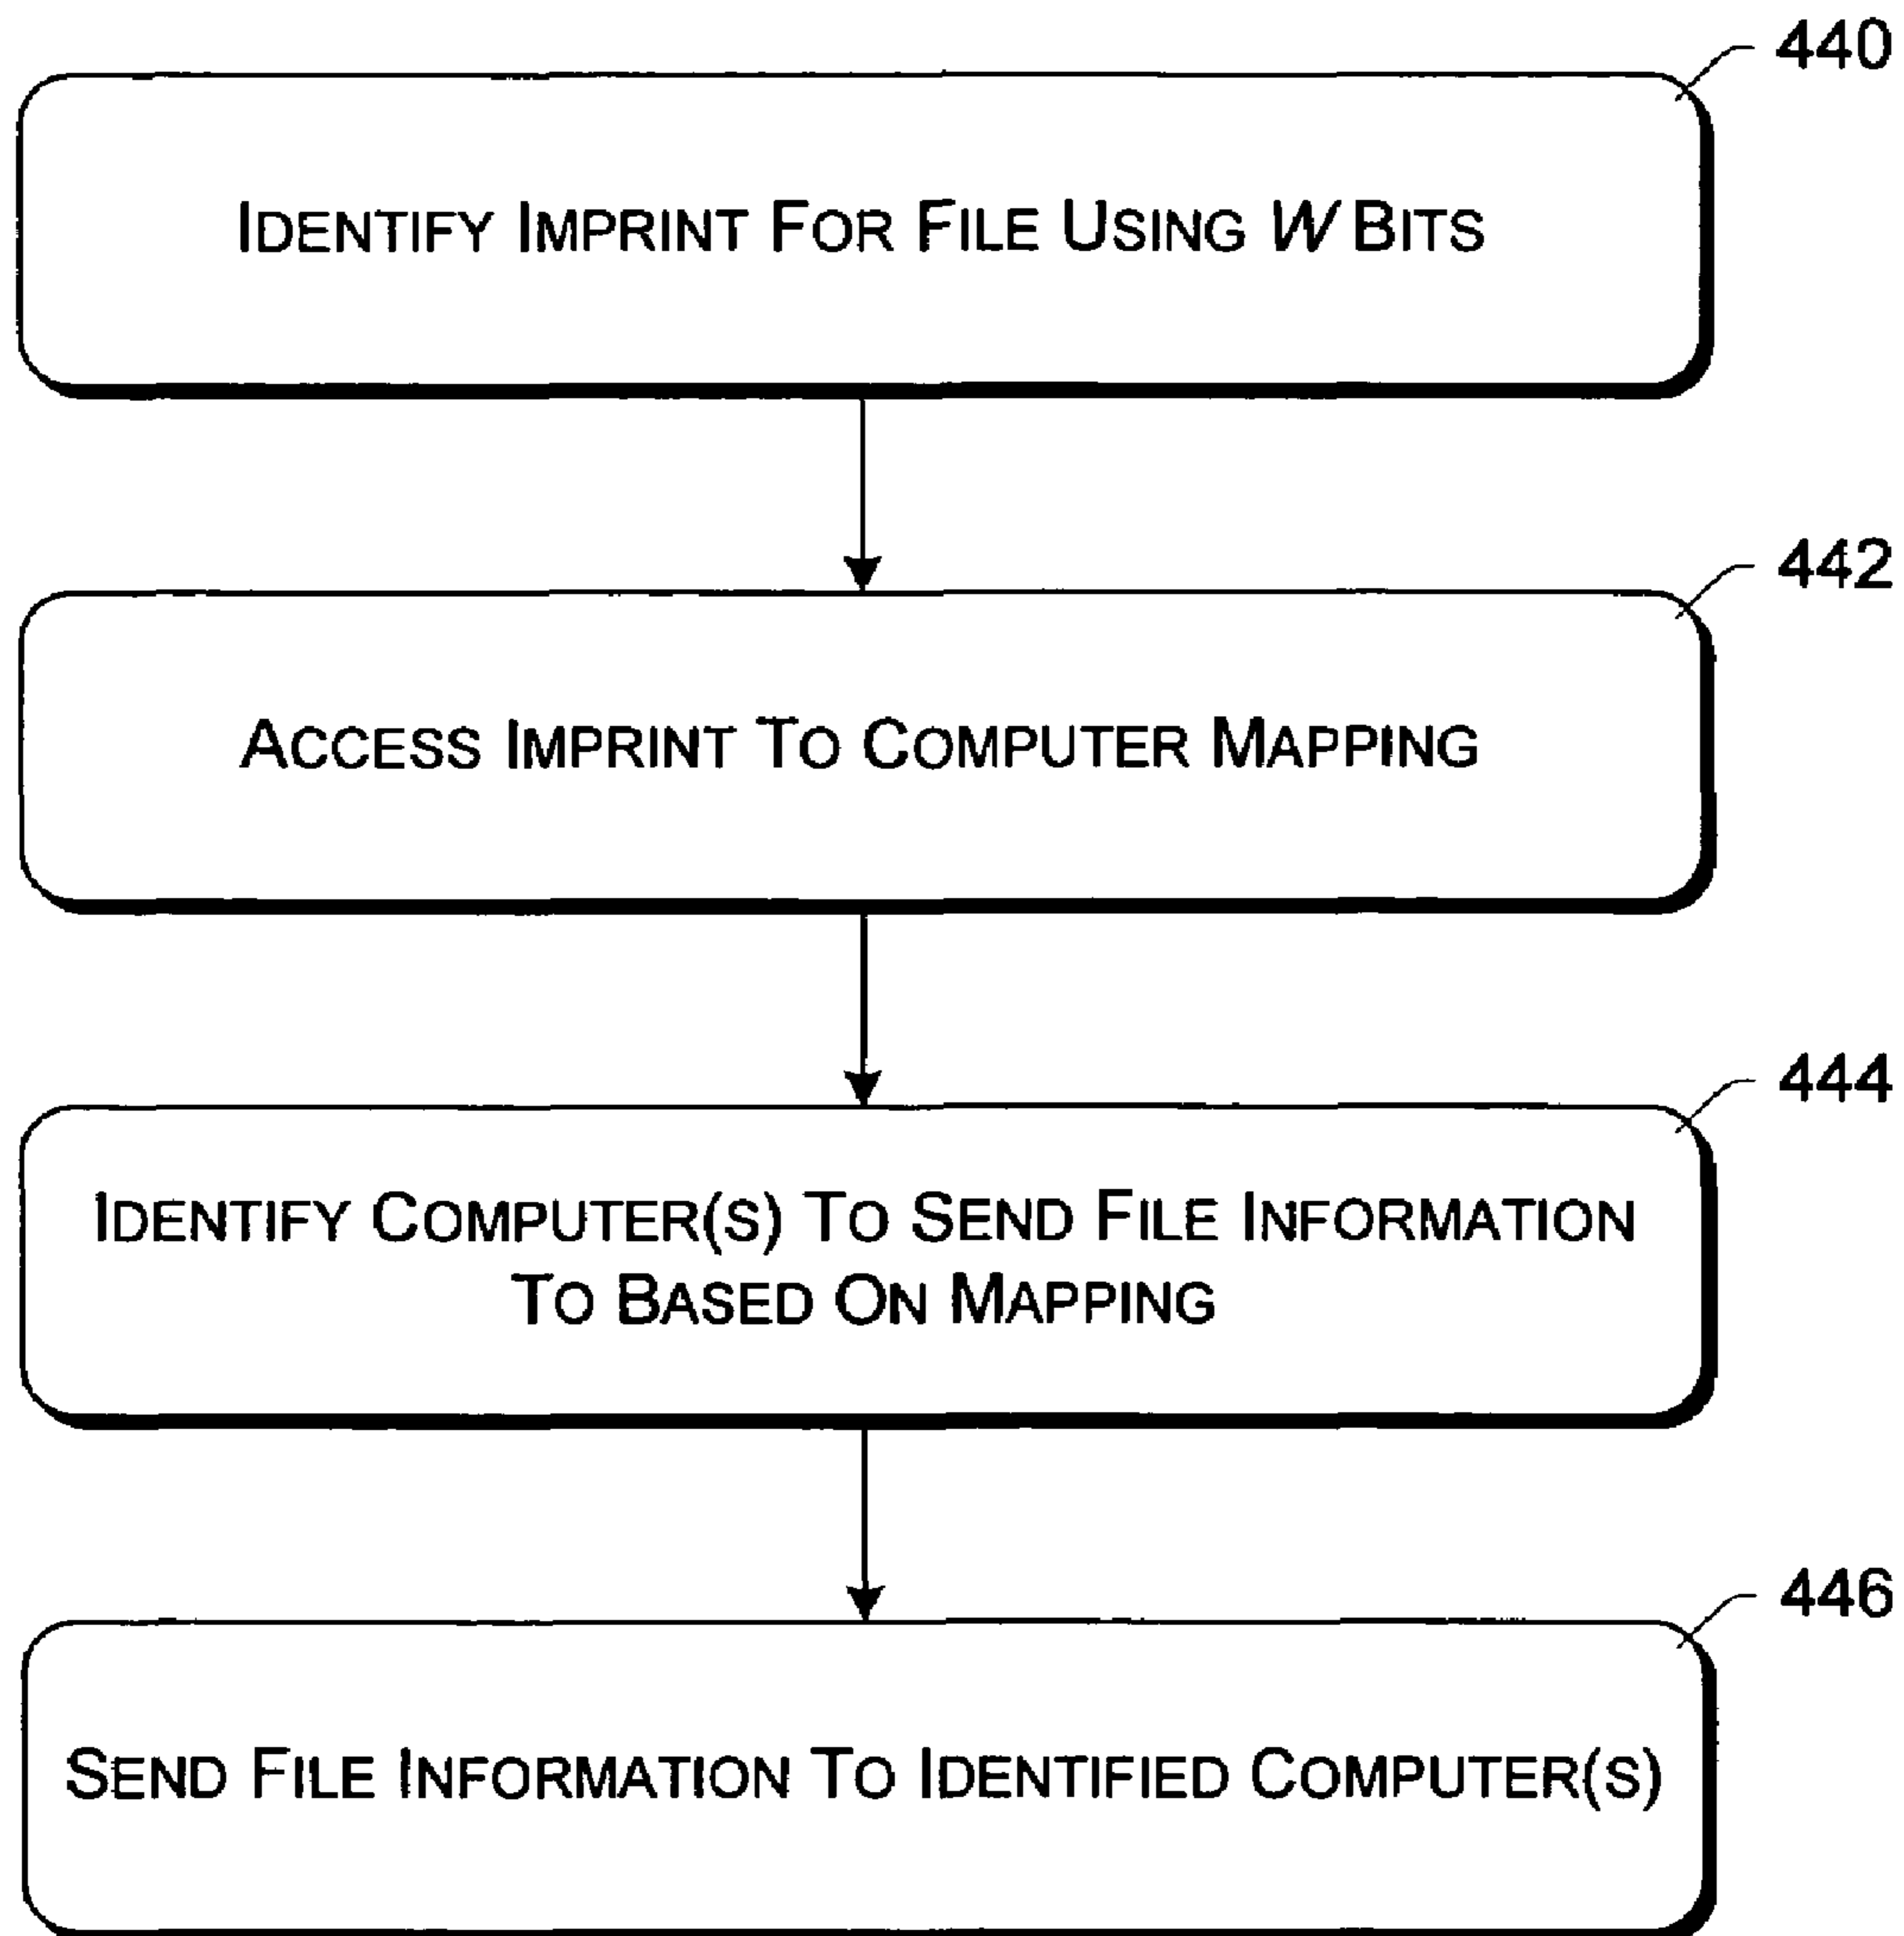 440
IDENTIFY IMPRINT FOR FILE USING W BITS
442
ACCESS IMPRINT TO COMPUTER MAPPING
444
IDENTIFY COMPUTER(S) TO SEND FILE INFORMATION
TO BASED ON MAPPING
446
SEND FILE INFORMATION TO IDENTIFIED COMPUTER(S)